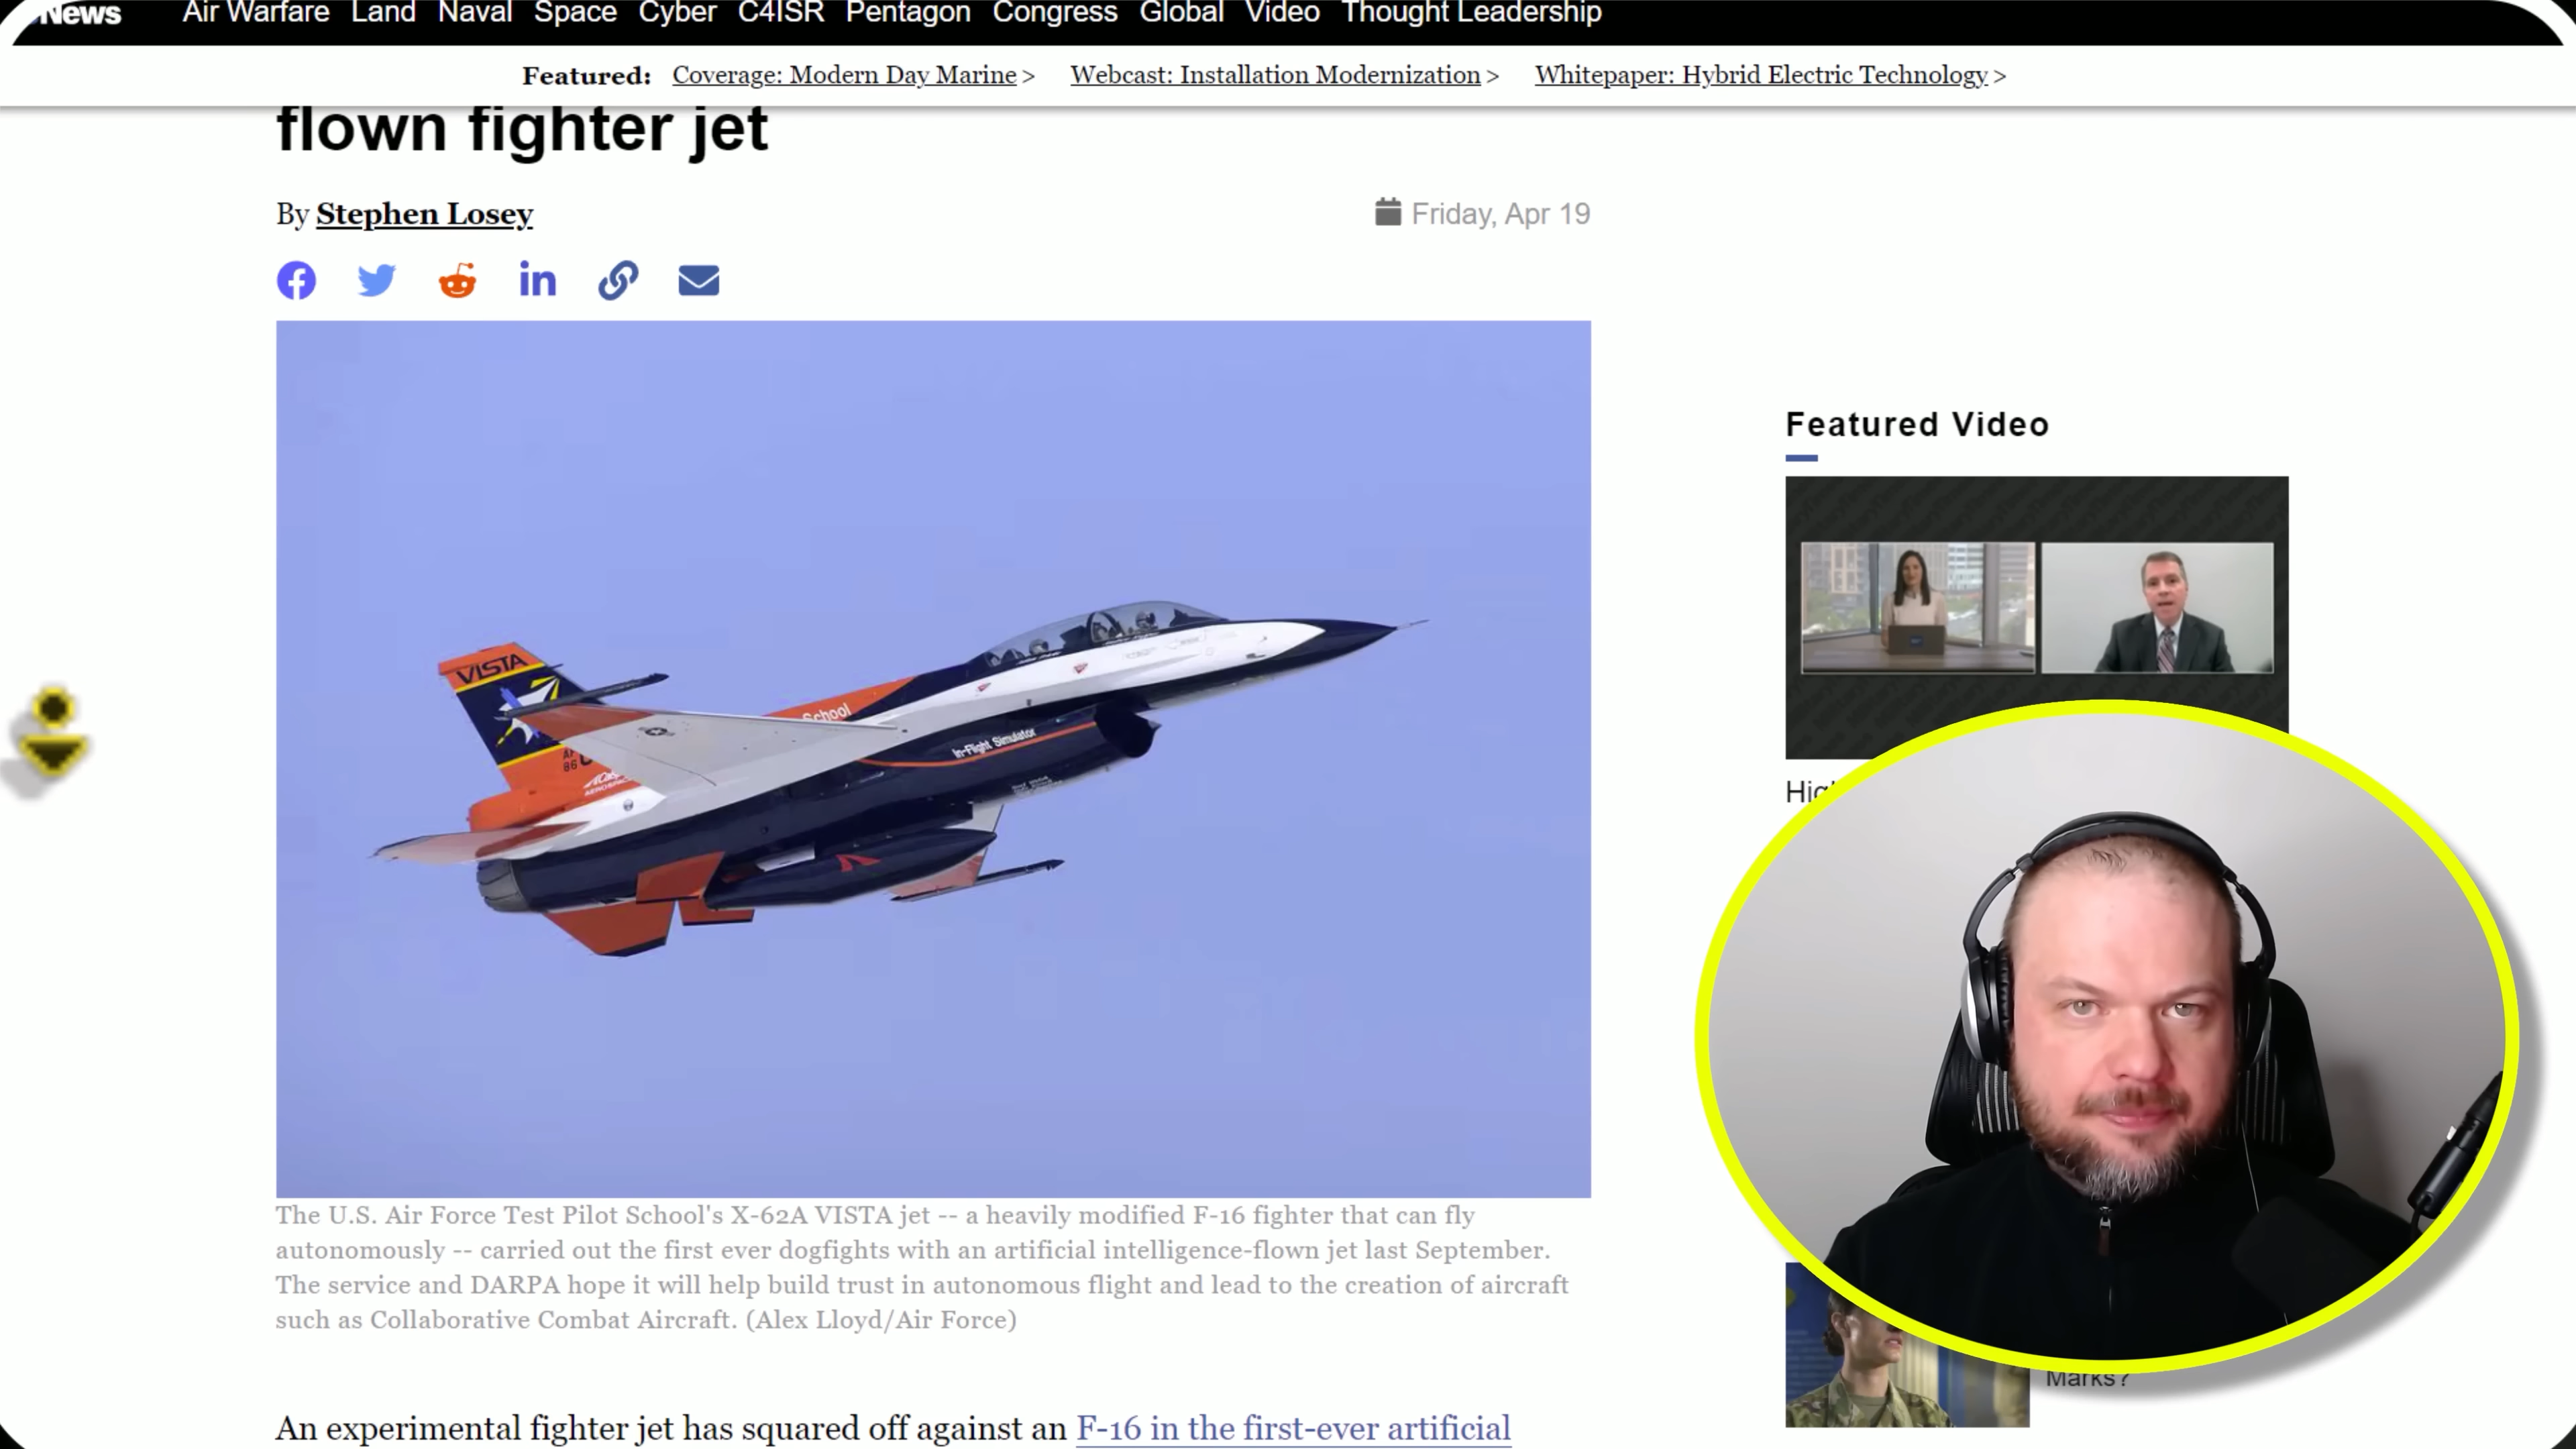 News Air Warfare Land Naval Space Cyber C4ISR Pentagon Congress Global Video Thought Leadership
Featured: Coverage: Modern Day Marine > Webcast: Installation Modernization > Whitepaper: Hybrid Electric Technology >
flown fighter jet
By Stephen Losey
Friday, Apr 19
VISTA
School
In-Flight Simulator
AF
86
The U.S. Air Force Test Pilot School's X-62A VISTA jet -- a heavily modified F-16 fighter that can fly
autonomously -- carried out the first ever dogfights with an artificial intelligence-flown jet last September.
The service and DARPA hope it will help build trust in autonomous flight and lead to the creation of aircraft
such as Collaborative Combat Aircraft. (Alex Lloyd/Air Force)
An experimental fighter jet has squared off against an F-16 in the first-ever artificial
Featured Video
Marks?